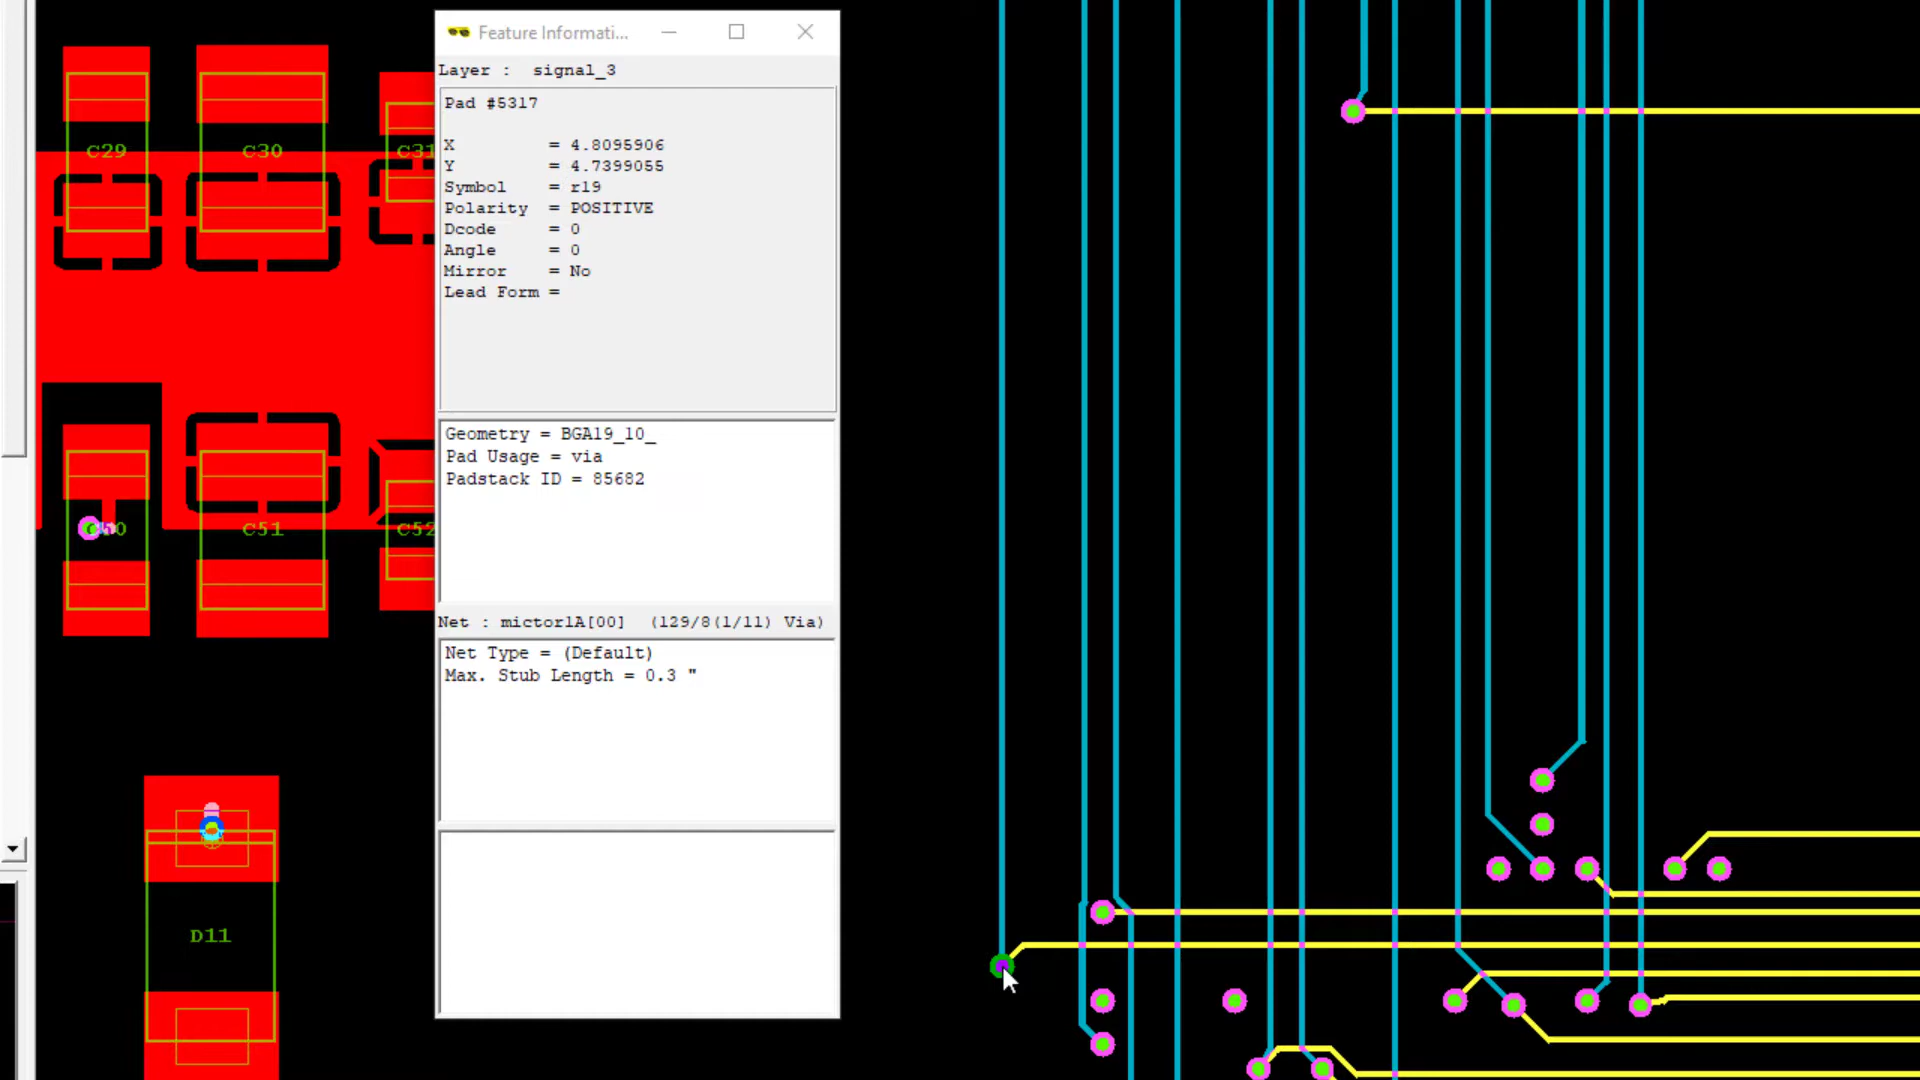 Feature Informati...
Layer :  signal_3
Pad #5317
X = 4.8095906
Y = 4.7399055
Symbol = r19
Polarity = POSITIVE
Dcode = 0
Angle = 0
Mirror = No
Lead Form =
Geometry = BGA19_10_
Pad Usage = via
Padstack ID = 85682
Net : mictor1A[00]  (129/8(1/11) Via)
Net Type = (Default)
Max. Stub Length = 0.3 "
C29
C30
C31
C51
C52
D11